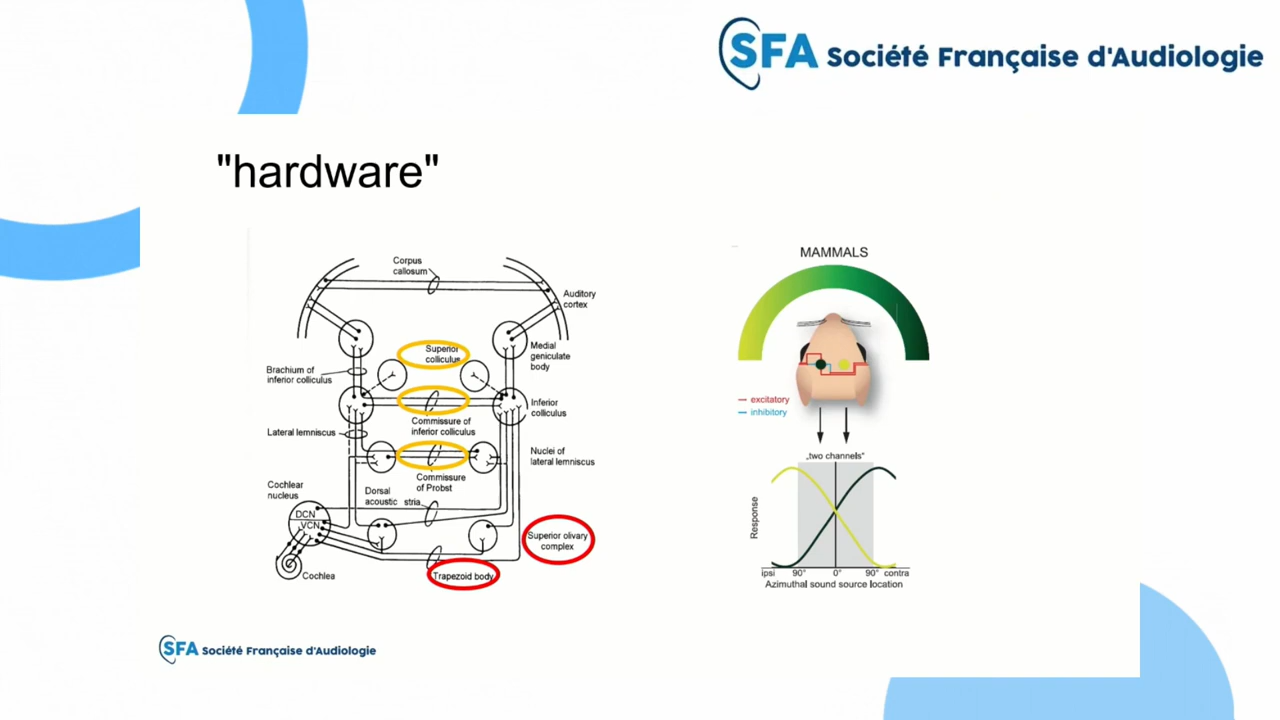 SFA Société Française d'Audiologie
"hardware"
Corpus
callosum
Auditory
cortex
Superior
colliculus
Medial
geniculate
body
Brachium of
inferior colliculus
Inferior
colliculus
Commissure of
inferior colliculus
Lateral lemniscus
Nuclei of
lateral lemniscus
Commissure
of Probst
Cochlear
nucleus
Dorsal
acoustic stria
DCN
VCN
Superior olivary
complex
Trapezoid body
Cochlea
MAMMALS
excitatory
inhibitory
„two channels“
Response
ipsi 90° 0° 90° contra
Azimuthal sound source location
SFA Société Française d'Audiologie